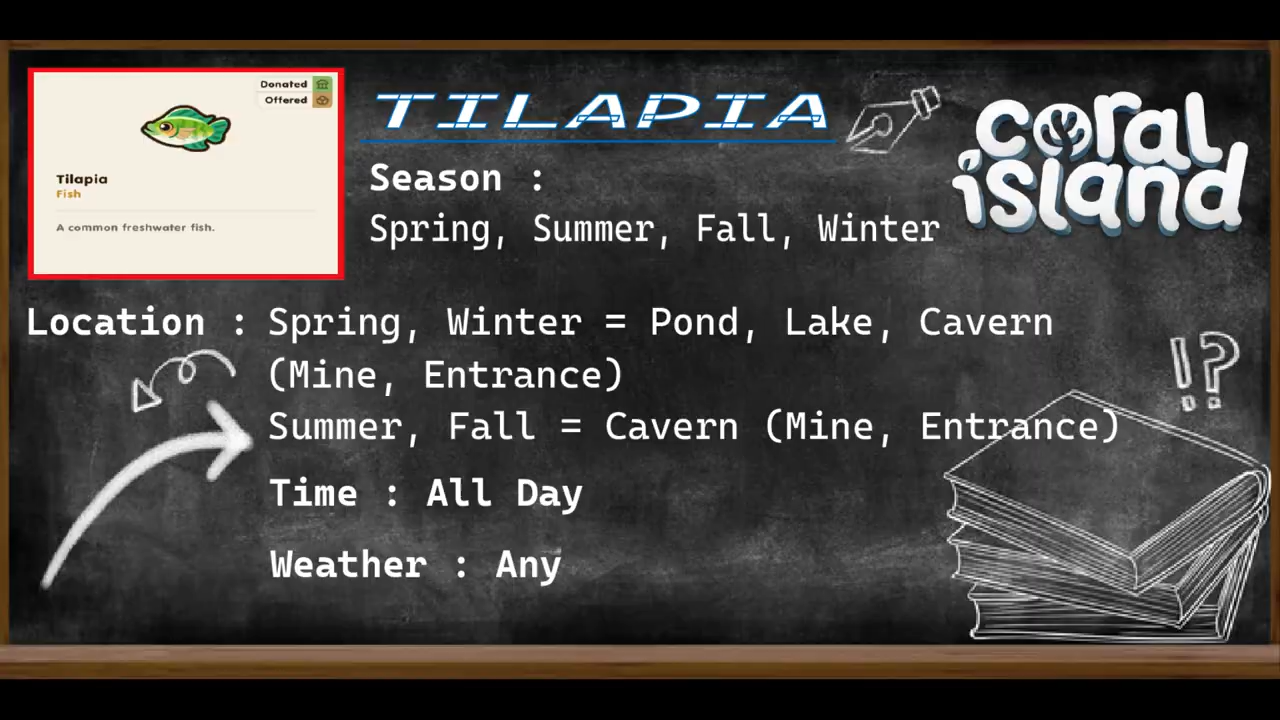 Donated
Offered
Tilapia
Fish
A common freshwater fish.
TILAPIA
coral
island
Season :
Spring, Summer, Fall, Winter
Location : Spring, Winter = Pond, Lake, Cavern
(Mine, Entrance)
Summer, Fall = Cavern (Mine, Entrance)
!?
Time : All Day
Weather : Any